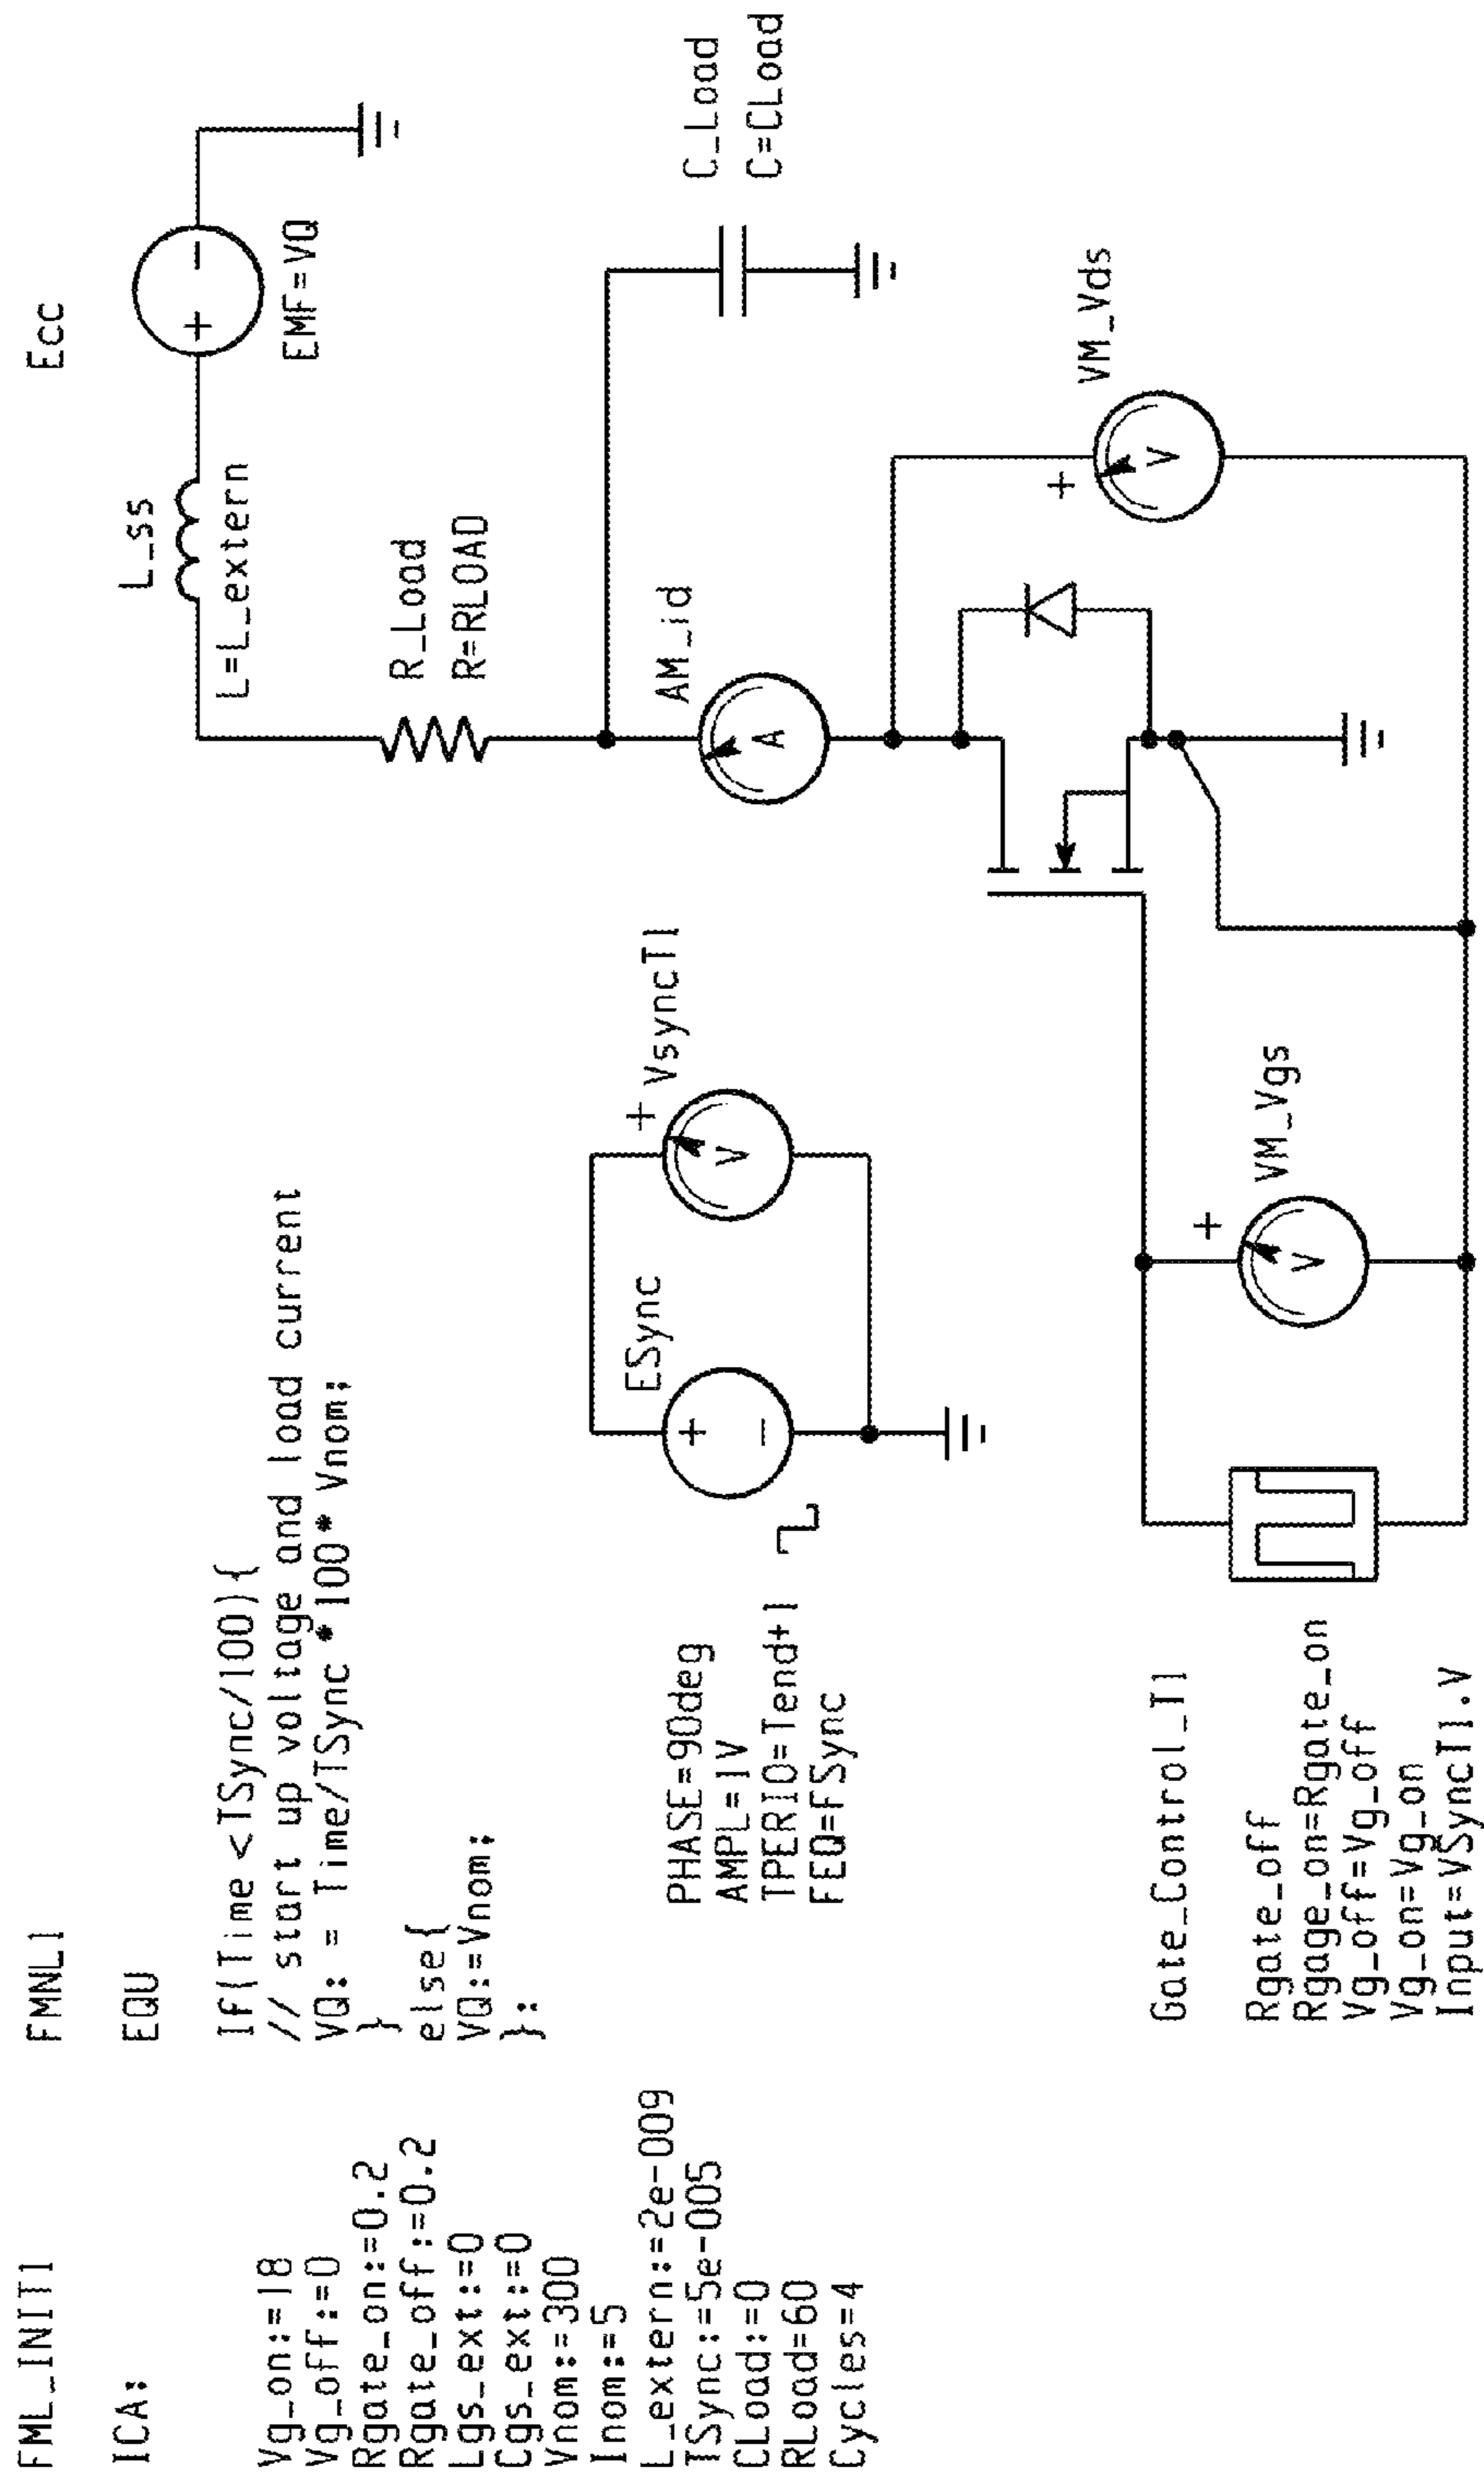 FML_INIT1
ICA:
Vg_on:=18
Vg_off:=0
Rgate_on:=0.2
Rgate_off:=0.2
Lgs_ext:=0
Cgs_ext:=0
Vnom:=300
Inom:=5
L_extern:=2e-009
TSync:=5e-005
CLoad:=0
RLoad=60
Cycles=4
FMNL1
EQU
If(Time <TSync/100){
// start up voltage and load current
VQ: = Time/TSync *100* Vnom;
}
else{
VQ:=Vnom;
};
PHASE=90deg
AMPL=1V
TPERIO=Tend+1
FEQ=FSync
ESync
+
-
+
VsyncT1
V
Gate_Control_T1
Rgate_off
Rgage_on=Rgate_on
Vg_off=Vg_off
Vg_on=Vg_on
Input=VSyncT1.V
+
VM_Vgs
V
Ecc
+
-
EMF=VQ
L_ss
L=L_extern
R_Load
R=RLOAD
AM_id
A
C_Load
C=CLoad
VM_Vds
+
V